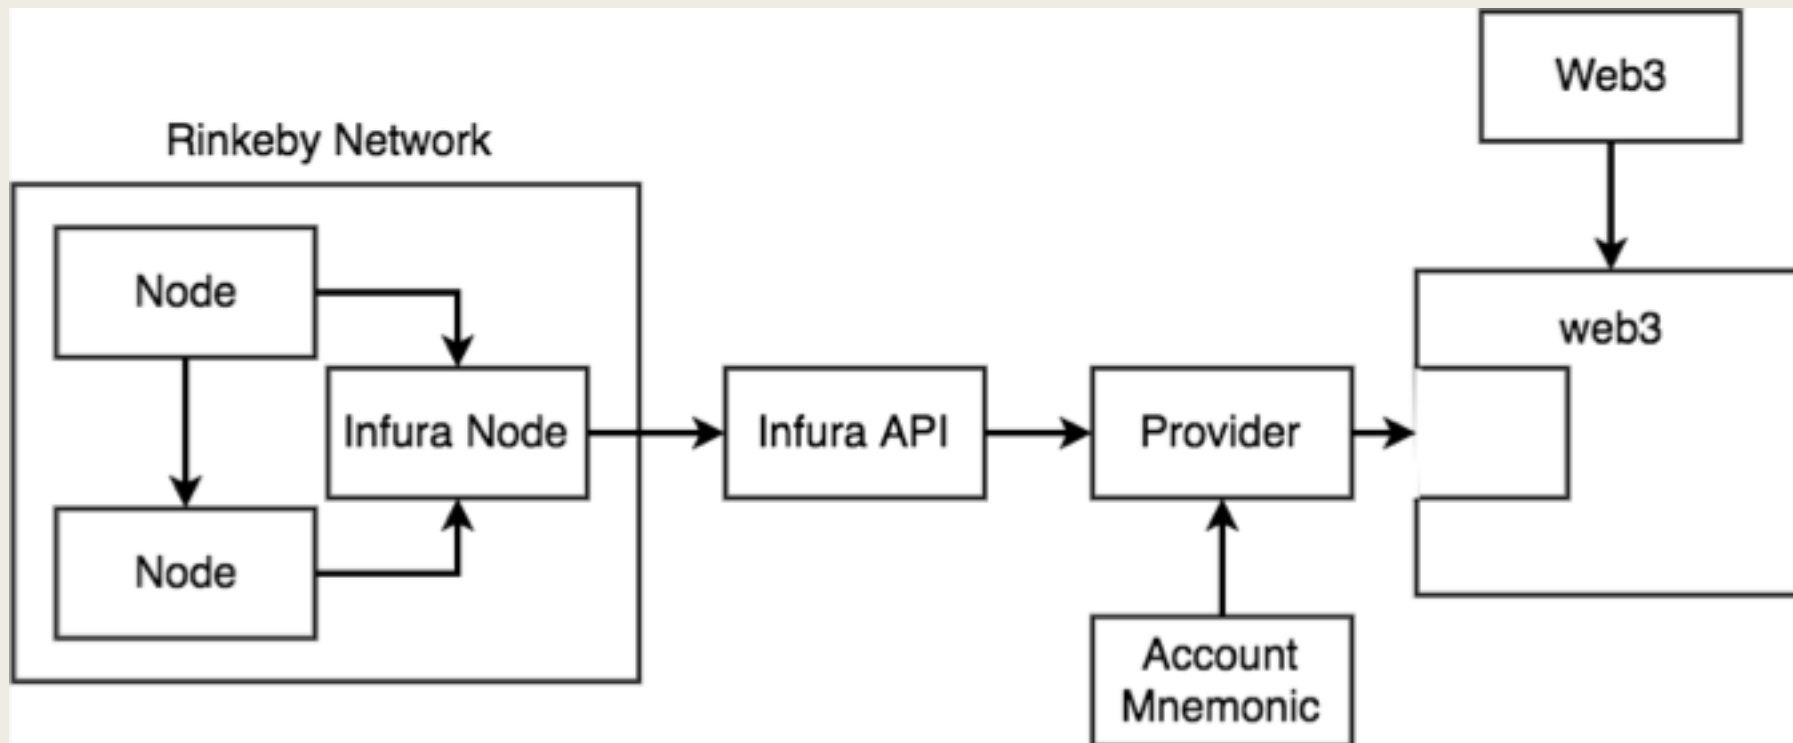 Web3
Rinkeby Network
Node
web3
Infura Node
Infura API
Provider
Node
Account
Mnemonic